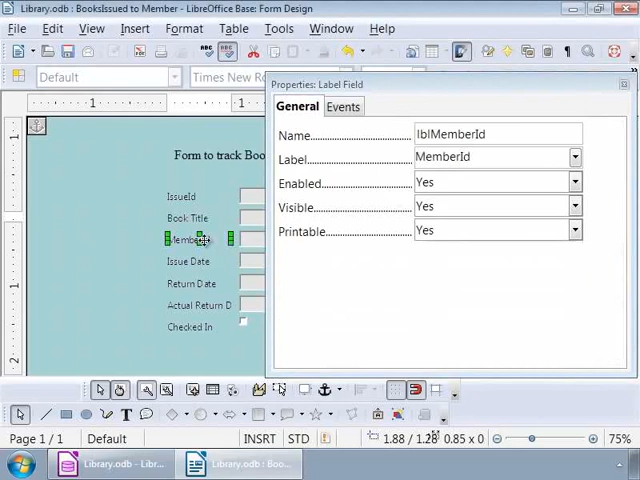 Library.odb : BooksIssued to Member - LibreOffice Base: Form Design
File Edit View Insert Format Table Tools Window Help
Default Times New Ro
Properties: Label Field
General Events
Name lblMemberId
Label MemberId
Enabled Yes
Visible Yes
Printable Yes
Form to track Boo
IssueId
Book Title
Issue Date
Return Date
Actual Return D
Checked In
Page 1 / 1 Default INSRT STD 1.88 / 1.28 0.85 x 0 75%
Library.odb - Libr... Library.odb : Boo...